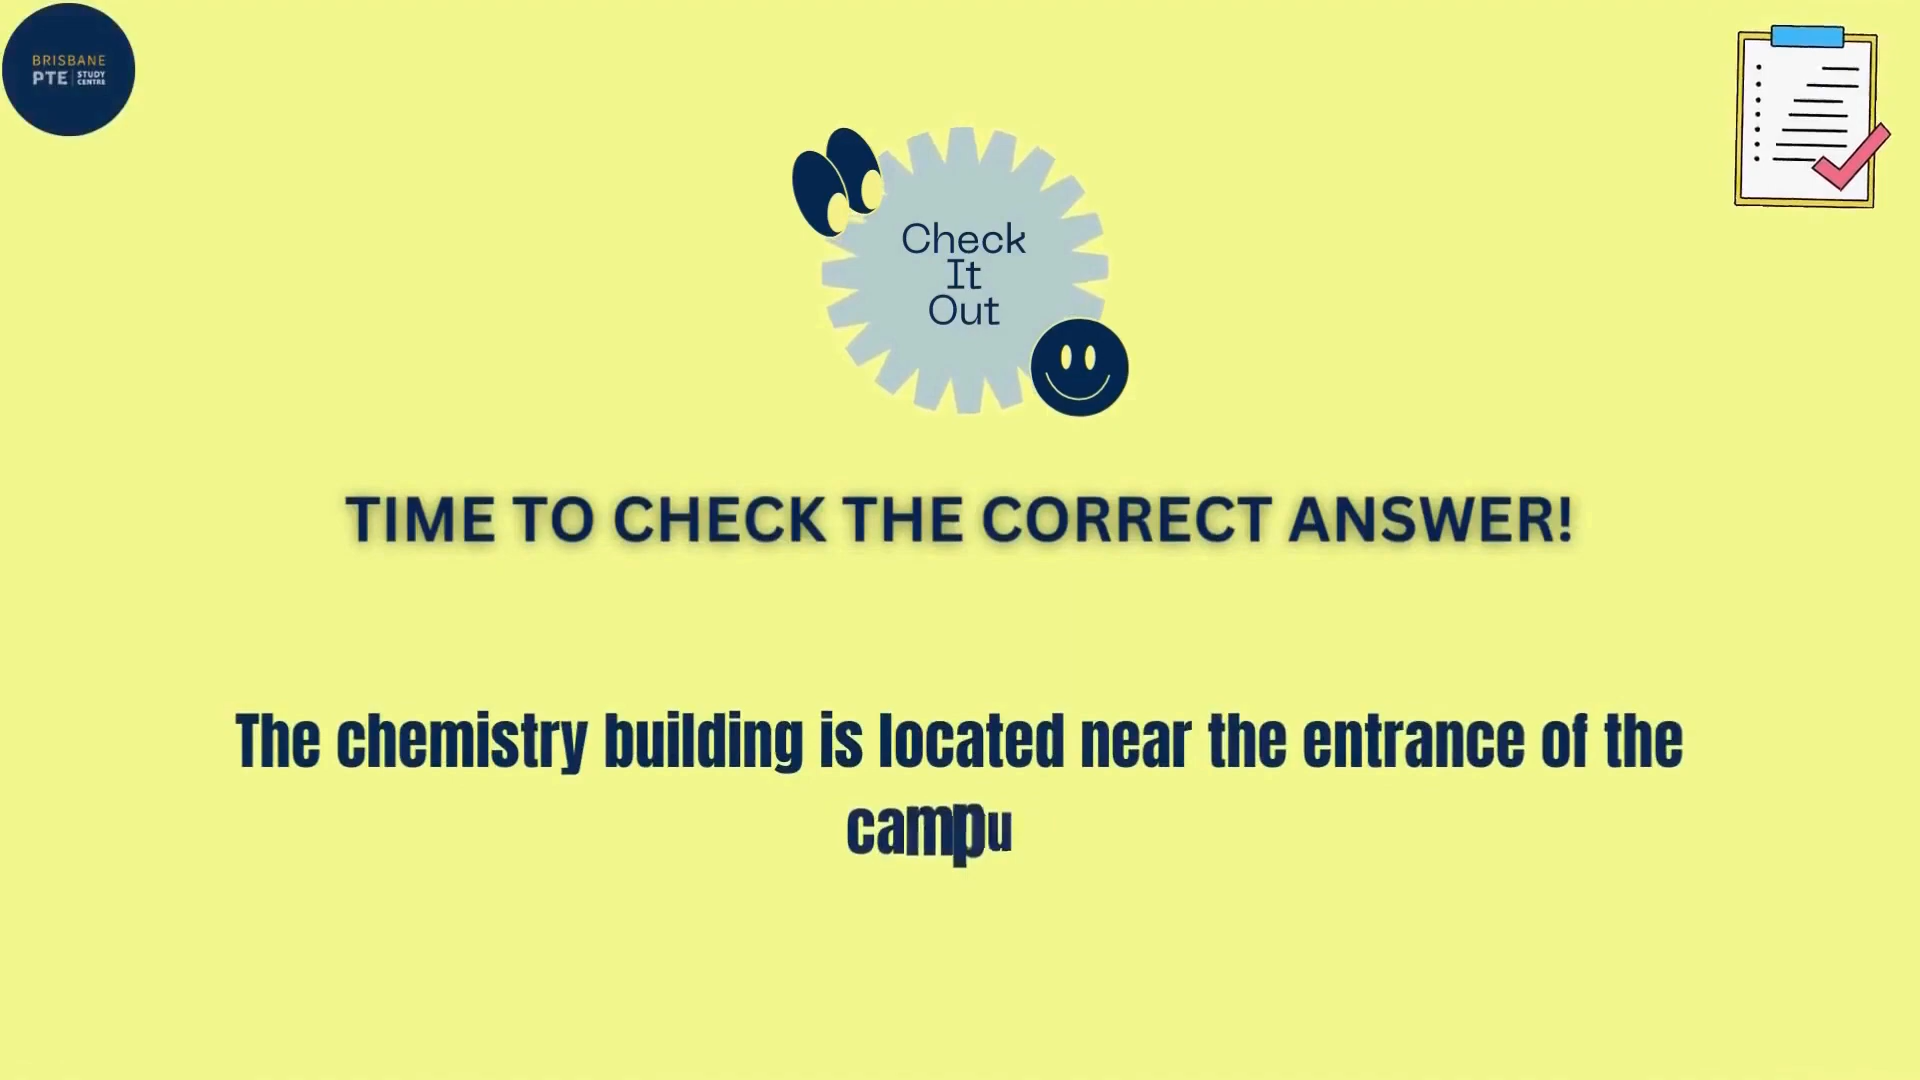 BRISBANE
PTE STUDY CENTRE
Check
It
Out
TIME TO CHECK THE CORRECT ANSWER!
The chemistry building is located near the entrance of the
campu